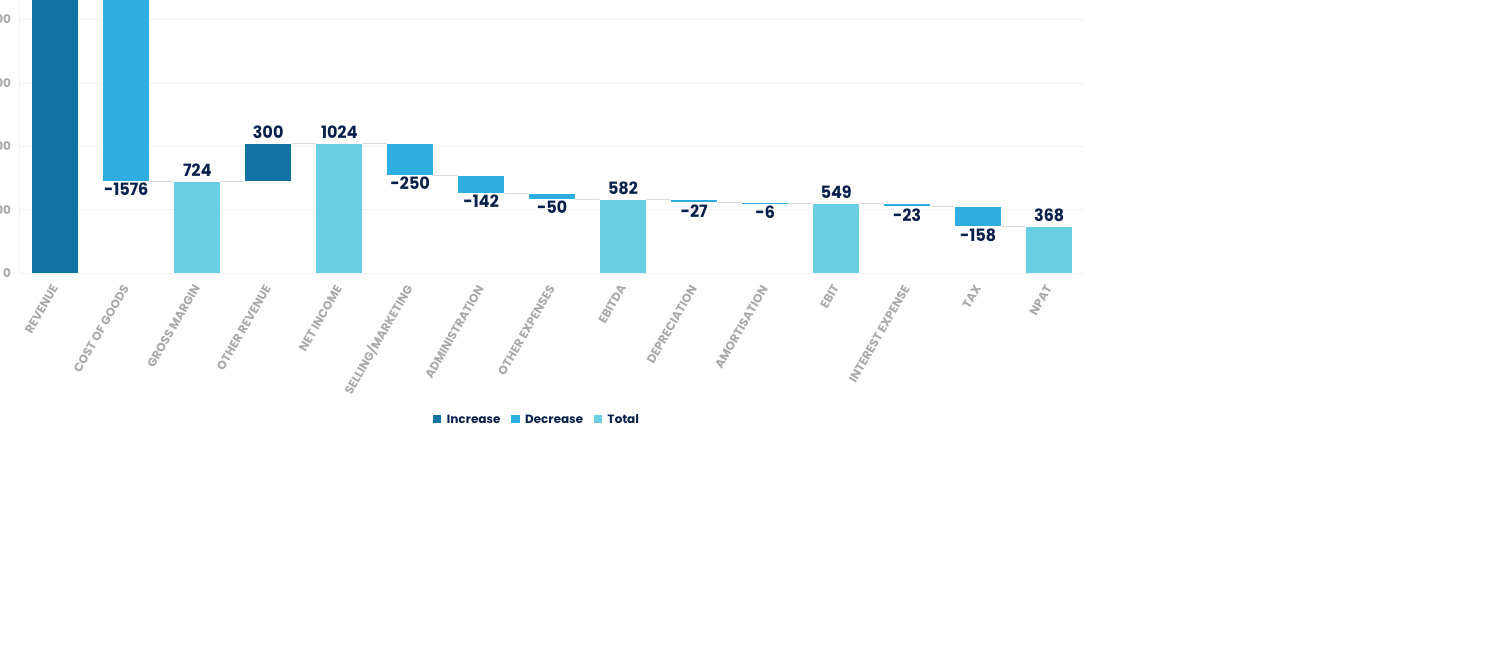 300
1024
724
-1576
-250
-142
-50
582
-27
-6
549
-23
-158
368
0
REVENUE
COST OF GOODS
GROSS MARGIN
OTHER REVENUE
NET INCOME
SELLING/MARKETING
ADMINISTRATION
OTHER EXPENSES
EBITDA
DEPRECIATION
AMORTISATION
EBIT
INTEREST EXPENSE
TAX
NPAT
Increase Decrease Total